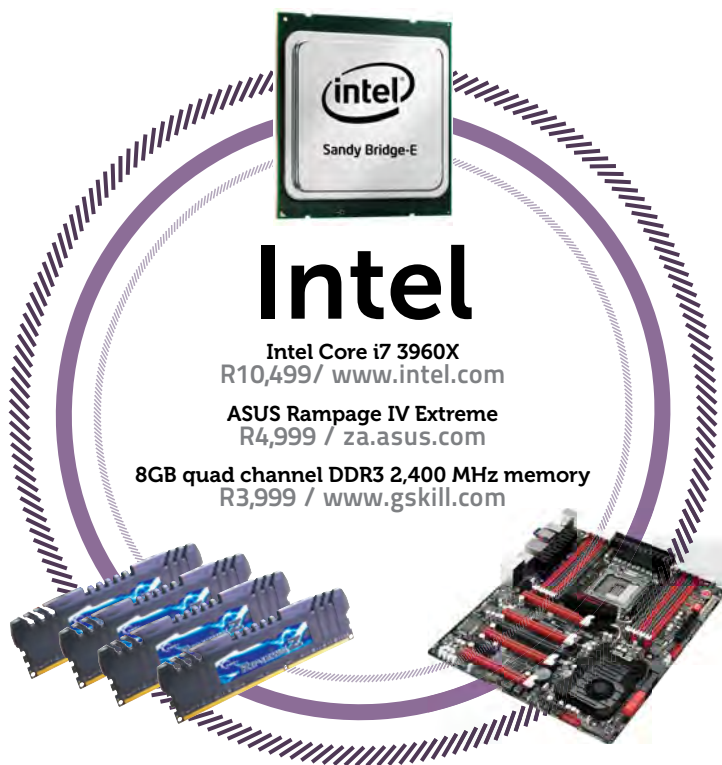 intel
Sandy Bridge-E
Intel
Intel Core i7 3960X
R10,499/ www.intel.com
ASUS Rampage IV Extreme
R4,999 / za.asus.com
8GB quad channel DDR3 2,400 MHz memory
R3,999 / www.gskill.com